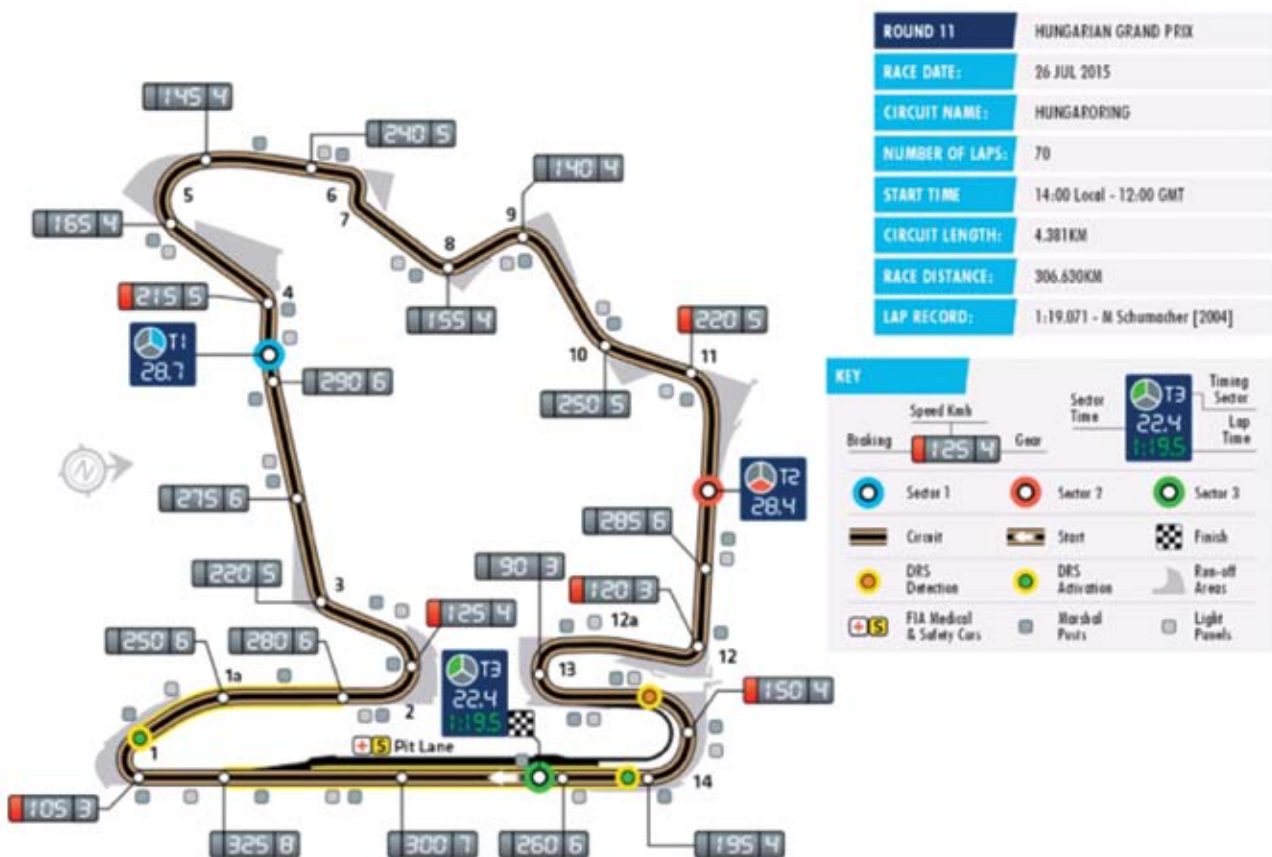 ROUND 11 HUNGARIAN GRAND PRIX
RACE DATE: 26 JUL 2015
CIRCUIT NAME: HUNGARORING
NUMBER OF LAPS: 70
START TIME 14:00 Local - 12:00 GMT
CIRCUIT LENGTH: 4.381KM
RACE DISTANCE: 306.630KM
LAP RECORD: 1:19.071 - M Schumacher [2004]
145 4
240 5
140 4
9
5
6
7
165 4
8
4
215 5
155 4
220 5
T1
28.7
10
11
290 6
250 5
N
275 6
T2
28.4
285 6
220 5
90 3
3
120 3
125 4
12a
250 6
280 6
12
1a
T3
22.4
1:19.5
13
2
150 4
Pit Lane
S
1
14
105 3
325 8
300 7
260 6
195 4
KEY
Speed Kmh
Braking
125 4
Gear
Sector
Time
T3
22.4
1:19.5
Timing
Sector
Lap
Time
Sector 1
Sector 2
Sector 3
Circuit
Start
Finish
DRS
Detection
DRS
Activation
Run-off
Areas
S
FIA Medical
& Safety Cars
Marshal
Posts
Light
Panels